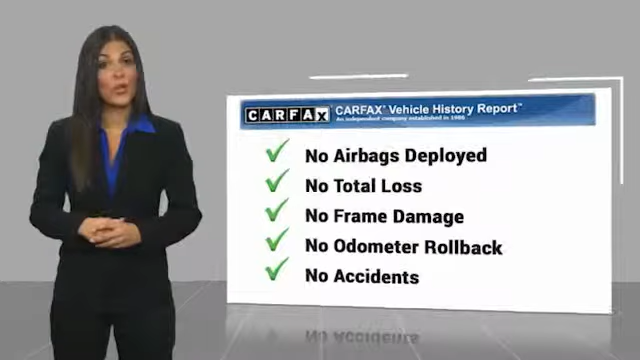 CARFAX CARFAX® Vehicle History Report™
An independent company established in 1986
No Airbags Deployed
No Total Loss
No Frame Damage
No Odometer Rollback
No Accidents